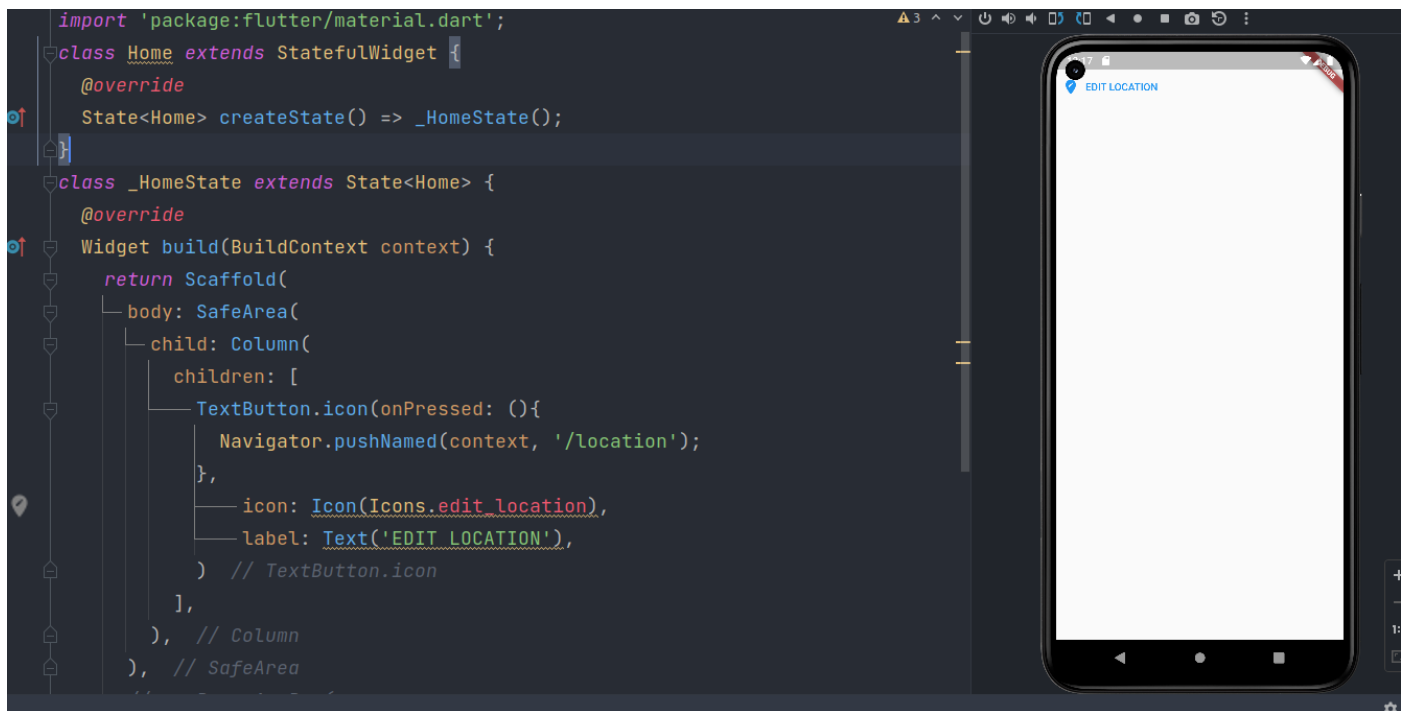 import 'package:flutter/material.dart';
class Home extends StatefulWidget {
@override
State<Home> createState() => _HomeState();
}
class _HomeState extends State<Home> {
@override
Widget build(BuildContext context) {
return Scaffold(
body: SafeArea(
child: Column(
children: [
TextButton.icon(onPressed: (){
Navigator.pushNamed(context, '/location');
},
icon: Icon(Icons.edit_location),
label: Text('EDIT LOCATION'),
) // TextButton.icon
],
), // Column
), // SafeArea
3
EDIT LOCATION
1: